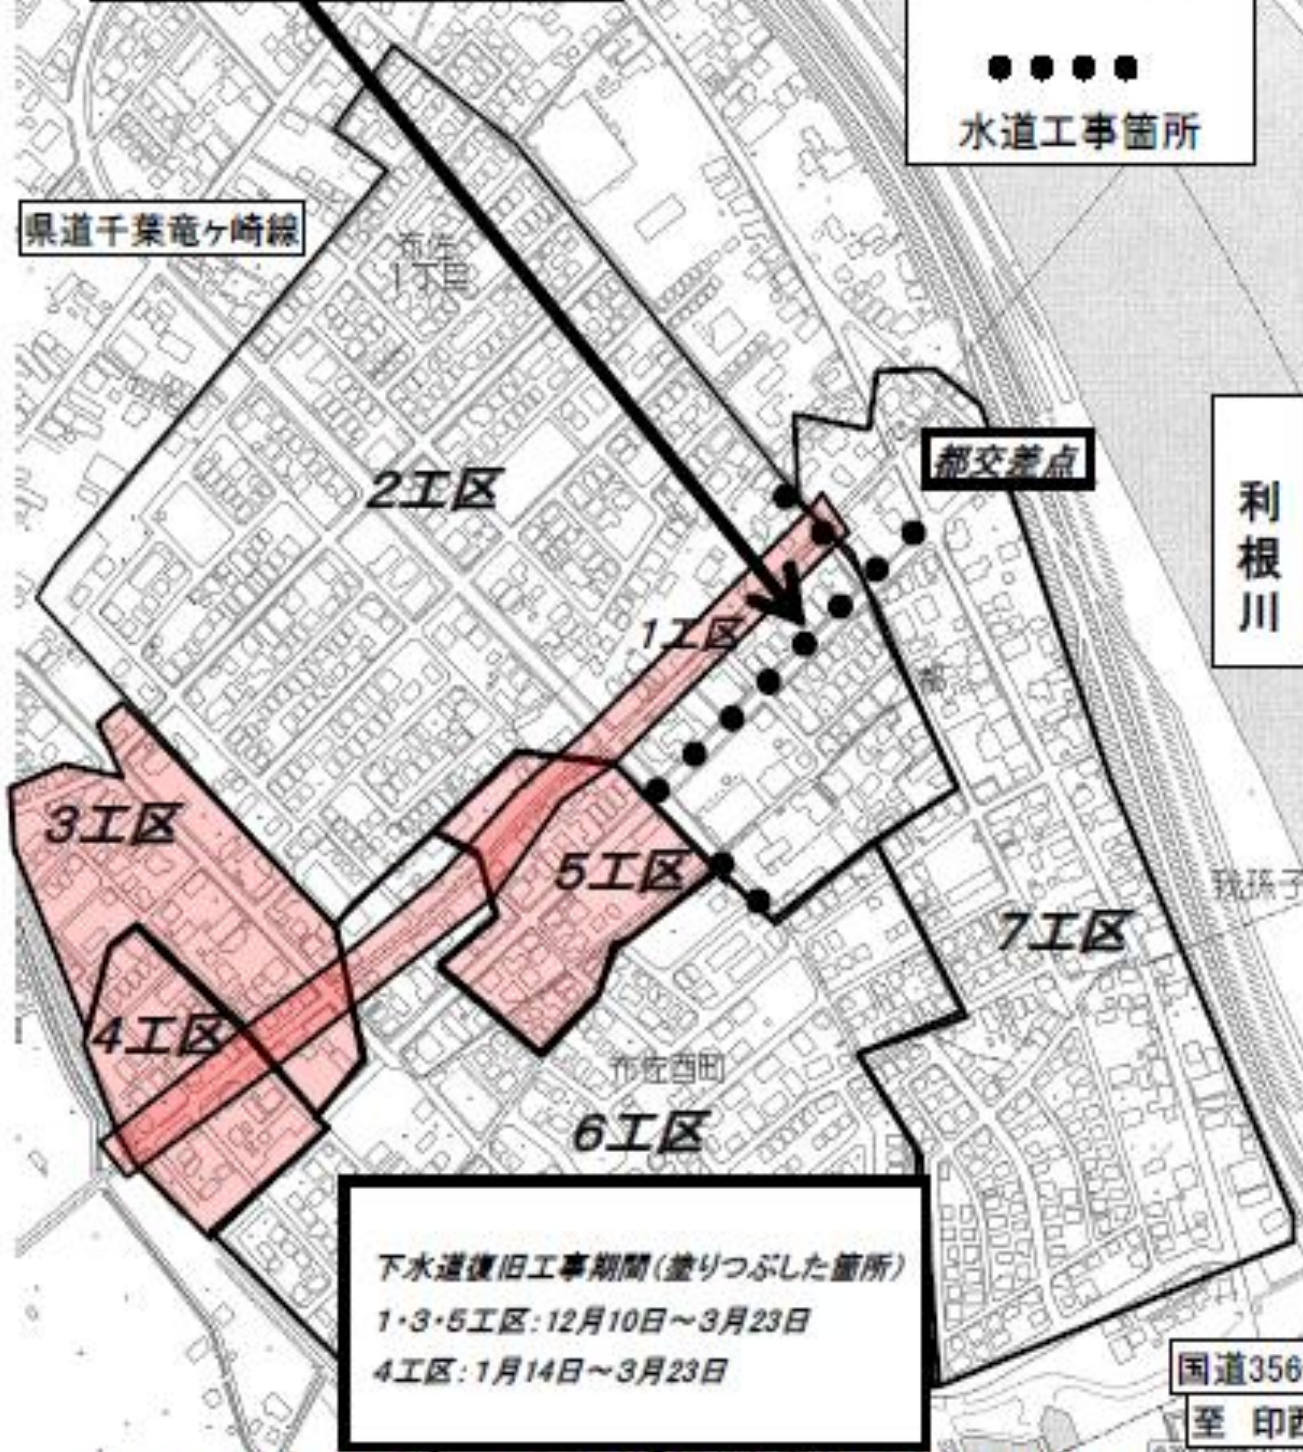 水道工事箇所
県道千葉竜ヶ崎線
布佐
1丁目
都交差点
2工区
利根川
1工区
都
3工区
5工区
我孫子
7工区
4工区
布佐酉町
6工区
下水道復旧工事期間(塗りつぶした箇所)
1・3・5工区:12月10日～3月23日
4工区:1月14日～3月23日
国道356
至 印西